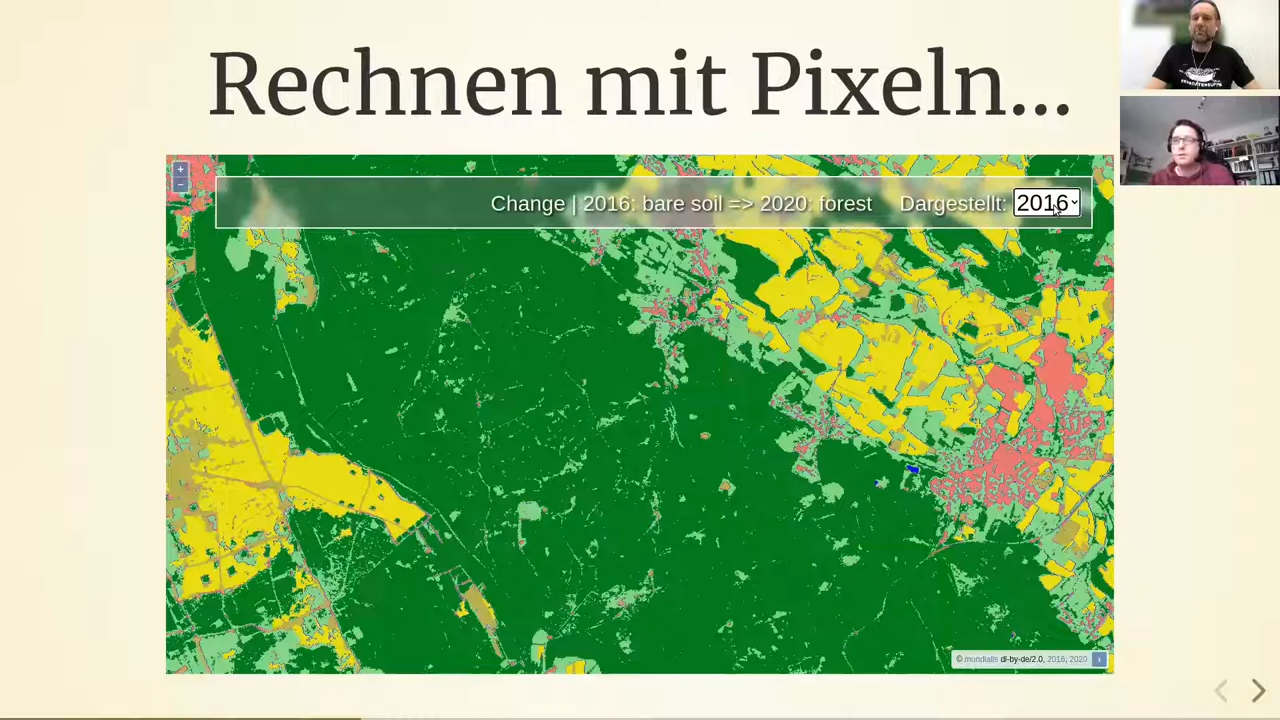 Rechnen mit Pixeln...
+
−
Change | 2016: bare soil => 2020: forest
Dargestellt: 2016
© mundialis dl-by-de/2.0, 2016, 2020 ›